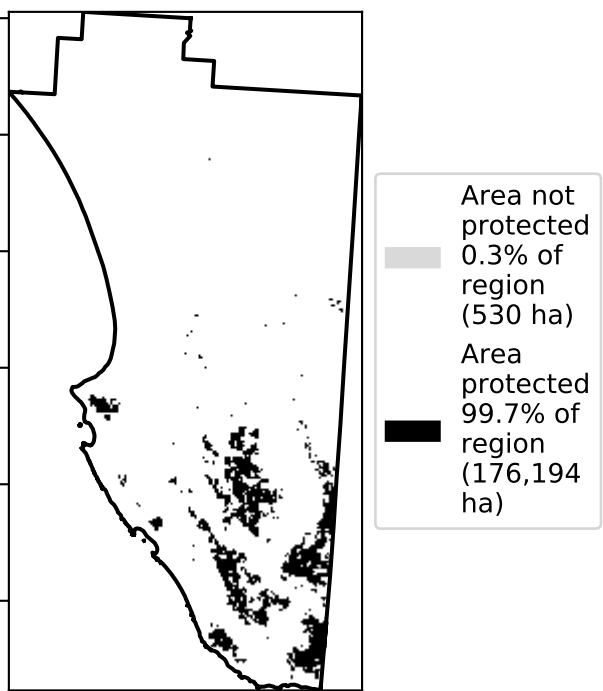 Area not
protected
0.3% of
region
(530 ha)
Area
protected
99.7% of
region
(176,194
ha)